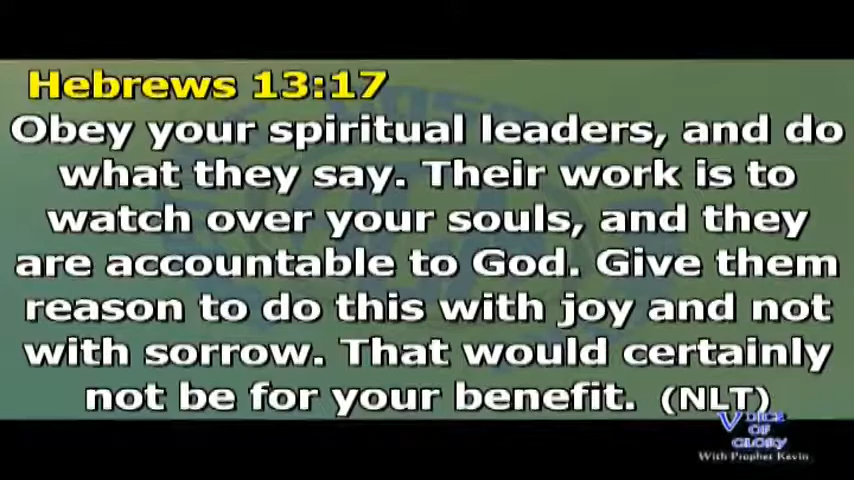 Hebrews 13:17
Obey your spiritual leaders, and do
what they say. Their work is to
watch over your souls, and they
are accountable to God. Give them
reason to do this with joy and not
with sorrow. That would certainly
not be for your benefit. (NLT)
VOICE
OF
GLORY
With Prophet Kevin